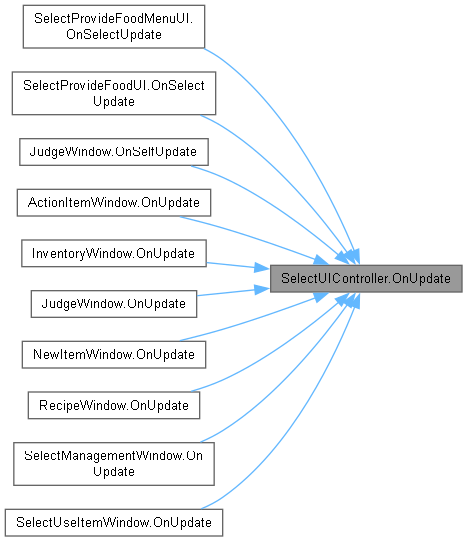 SelectProvideFoodMenuUI.
OnSelectUpdate
SelectProvideFoodUI.OnSelect
Update
JudgeWindow.OnSelfUpdate
ActionItemWindow.OnUpdate
InventoryWindow.OnUpdate
SelectUIController.OnUpdate
JudgeWindow.OnUpdate
NewItemWindow.OnUpdate
RecipeWindow.OnUpdate
SelectManagementWindow.On
Update
SelectUseItemWindow.OnUpdate